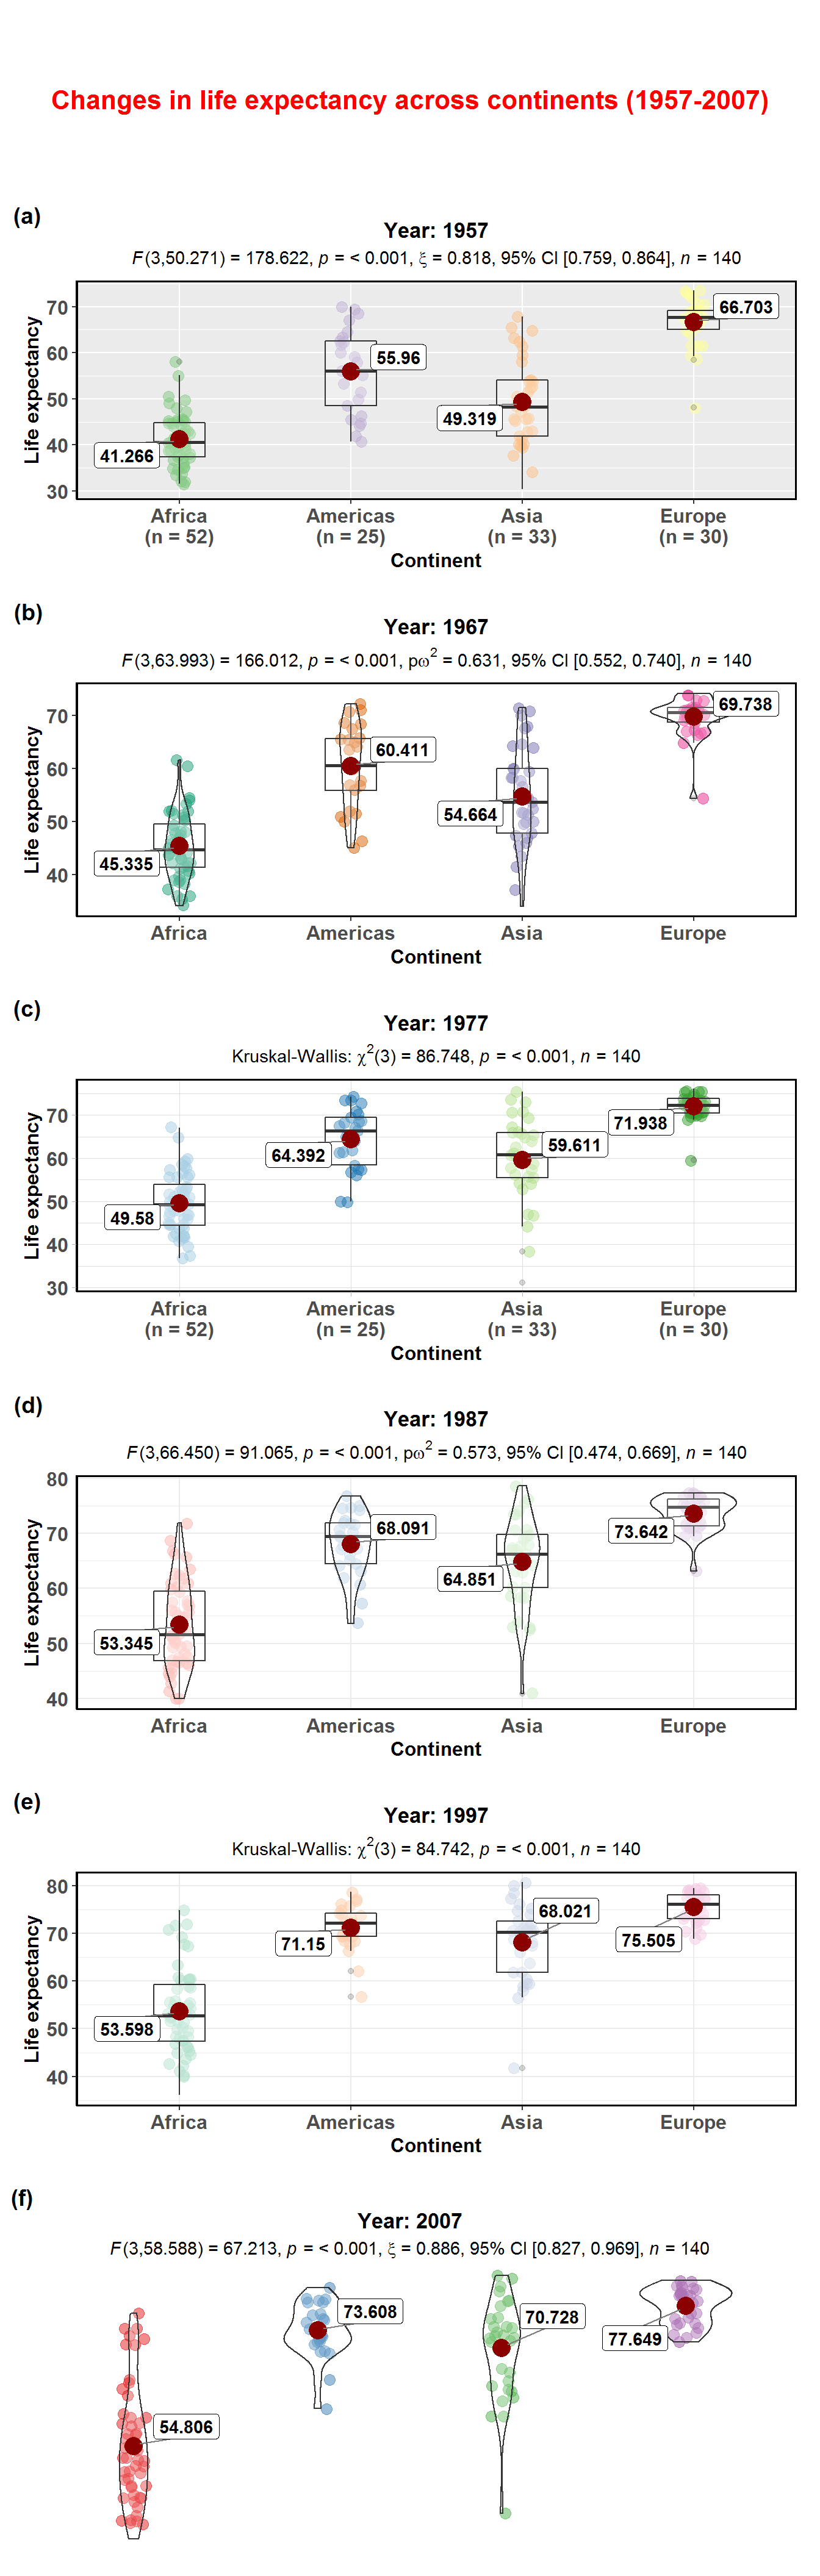 Changes in life expectancy across continents (1957-2007)
(a)
Year: 1957
F(3,50.271) = 178.622, p = < 0.001, ξ = 0.818, 95% CI [0.759, 0.864], n = 140
Life expectancy
70
60
50
40
30
41.266
55.96
49.319
66.703
Africa Americas Asia Europe
(n = 52) (n = 25) (n = 33) (n = 30)
Continent
(b)
Year: 1967
F(3,63.993) = 166.012, p = < 0.001, pω² = 0.631, 95% CI [0.552, 0.740], n = 140
Life expectancy
70
60
50
40
45.335
60.411
54.664
69.738
Africa Americas Asia Europe
Continent
(c)
Year: 1977
Kruskal-Wallis: χ²(3) = 86.748, p = < 0.001, n = 140
Life expectancy
70
60
50
40
30
49.58
64.392
59.611
71.938
Africa Americas Asia Europe
(n = 52) (n = 25) (n = 33) (n = 30)
Continent
(d)
Year: 1987
F(3,66.450) = 91.065, p = < 0.001, pω² = 0.573, 95% CI [0.474, 0.669], n = 140
Life expectancy
80
70
60
50
40
53.345
68.091
64.851
73.642
Africa Americas Asia Europe
Continent
(e)
Year: 1997
Kruskal-Wallis: χ²(3) = 84.742, p = < 0.001, n = 140
Life expectancy
80
70
60
50
40
53.598
71.15
68.021
75.505
Africa Americas Asia Europe
Continent
(f)
Year: 2007
F(3,58.588) = 67.213, p = < 0.001, ξ = 0.886, 95% CI [0.827, 0.969], n = 140
54.806
73.608
70.728
77.649